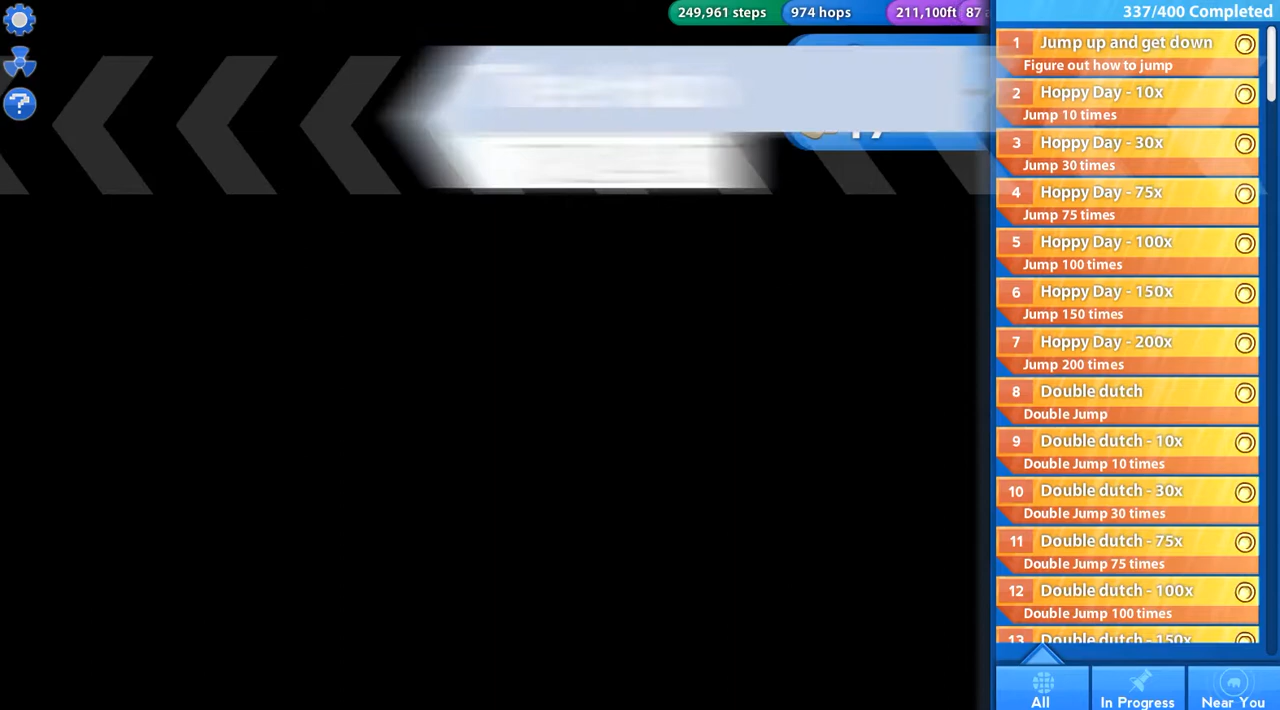 249,961 steps
974 hops
211,100ft
87
337/400 Completed
1 Jump up and get down
Figure out how to jump
2 Hoppy Day - 10x
Jump 10 times
3 Hoppy Day - 30x
Jump 30 times
4 Hoppy Day - 75x
Jump 75 times
5 Hoppy Day - 100x
Jump 100 times
6 Hoppy Day - 150x
Jump 150 times
7 Hoppy Day - 200x
Jump 200 times
8 Double dutch
Double Jump
9 Double dutch - 10x
Double Jump 10 times
10 Double dutch - 30x
Double Jump 30 times
11 Double dutch - 75x
Double Jump 75 times
12 Double dutch - 100x
Double Jump 100 times
13 Double dutch - 150x
All
In Progress
Near You